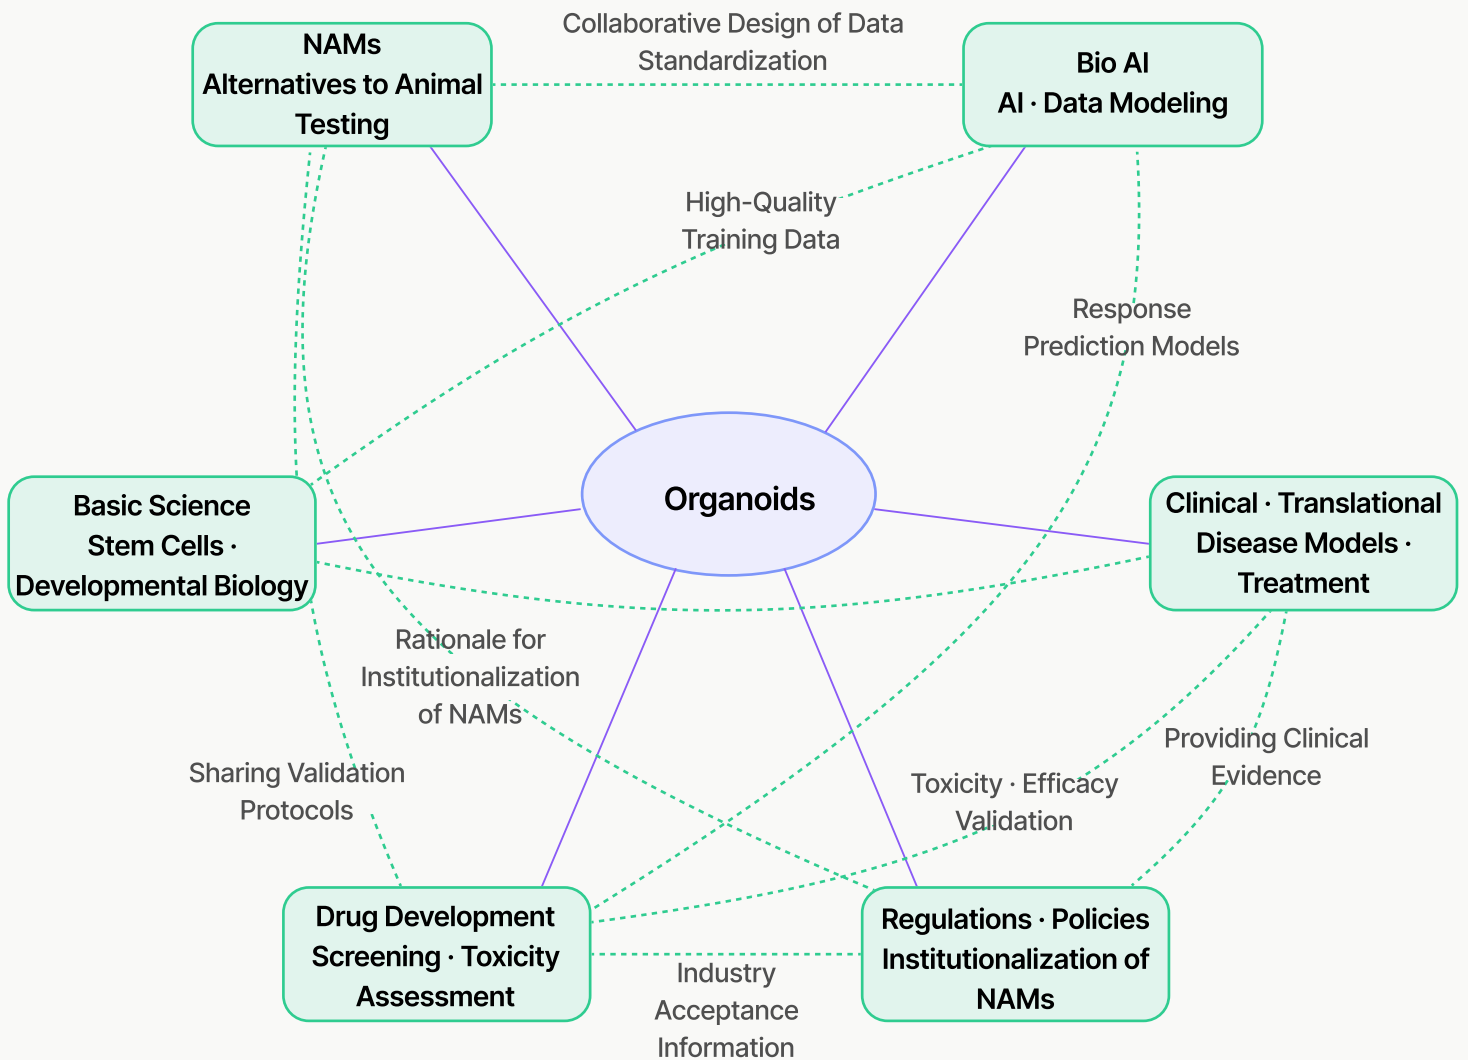 Collaborative Design of Data
Standardization
NAMs
Alternatives to Animal
Testing
Bio AI
AI · Data Modeling
High-Quality
Training Data
Response
Prediction Models
Organoids
Basic Science
Stem Cells ·
Developmental Biology
Clinical · Translational
Disease Models ·
Treatment
Rationale for
Institutionalization
of NAMs
Sharing Validation
Protocols
Toxicity · Efficacy
Validation
Providing Clinical
Evidence
Drug Development
Screening · Toxicity
Assessment
Industry
Acceptance
Information
Regulations · Policies
Institutionalization of
NAMs